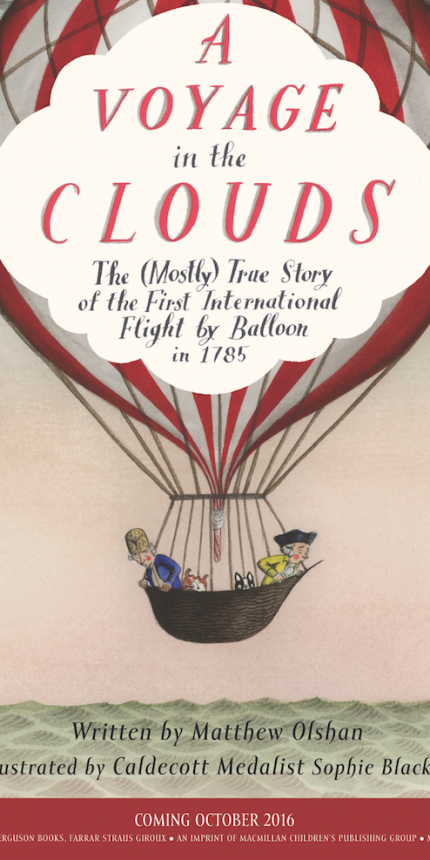 A
VOYAGE
in the
CLOUDS
The (Mostly) True Story
of the First International
Flight by Balloon
in 1785
Written by Matthew Olshan
ustrated by Caldecott Medalist Sophie Black
COMING OCTOBER 2016
ERGUSON BOOKS, FARRAR STRAUS GIROUX • AN IMPRINT OF MACMILLAN CHILDREN'S PUBLISHING GROUP •